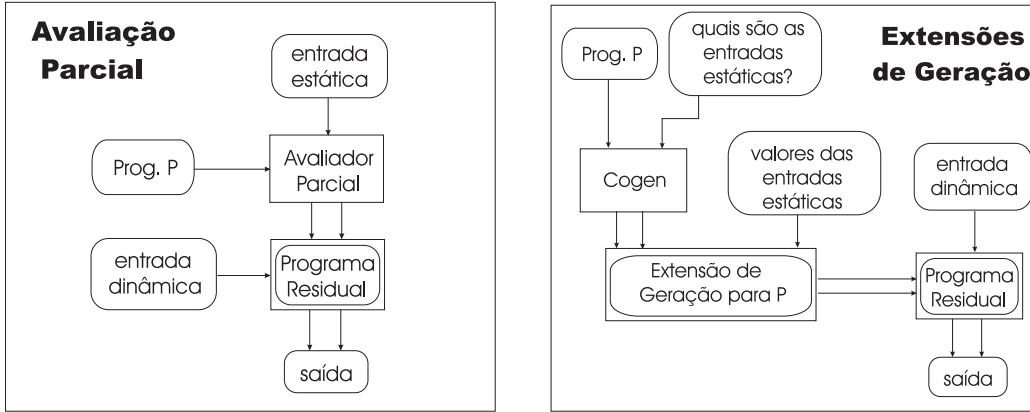 Avaliação
Parcial
entrada
estática
Prog. P
Avaliador
Parcial
entrada
dinâmica
Programa
Residual
saída
Extensões
de Geração
Prog. P
quais são as
entradas
estáticas?
Cogen
valores das
entradas
estáticas
entrada
dinâmica
Extensão de
Geração para P
Programa
Residual
saída